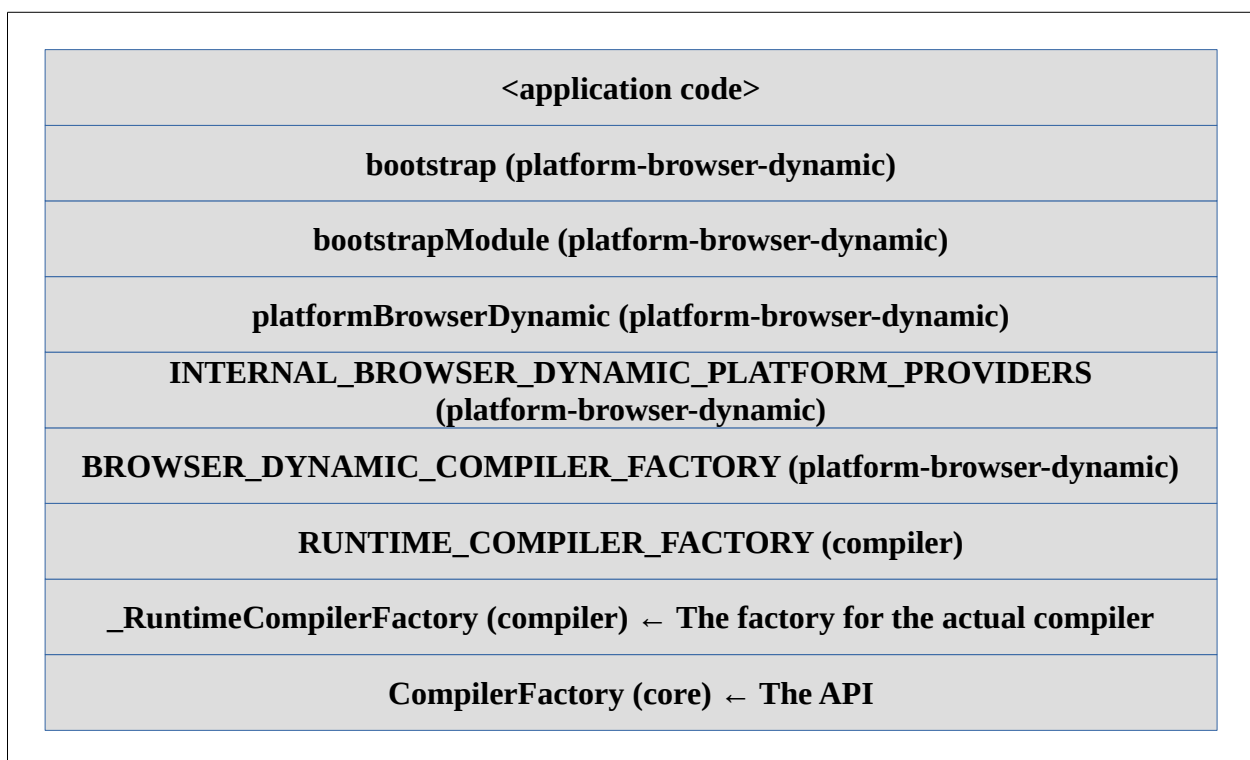 <application code>
bootstrap (platform-browser-dynamic)
bootstrapModule (platform-browser-dynamic)
platformBrowserDynamic (platform-browser-dynamic)
INTERNAL_BROWSER_DYNAMIC_PLATFORM_PROVIDERS
(platform-browser-dynamic)
BROWSER_DYNAMIC_COMPILER_FACTORY (platform-browser-dynamic)
RUNTIME_COMPILER_FACTORY (compiler)
_RuntimeCompilerFactory (compiler) ← The factory for the actual compiler
CompilerFactory (core) ← The API